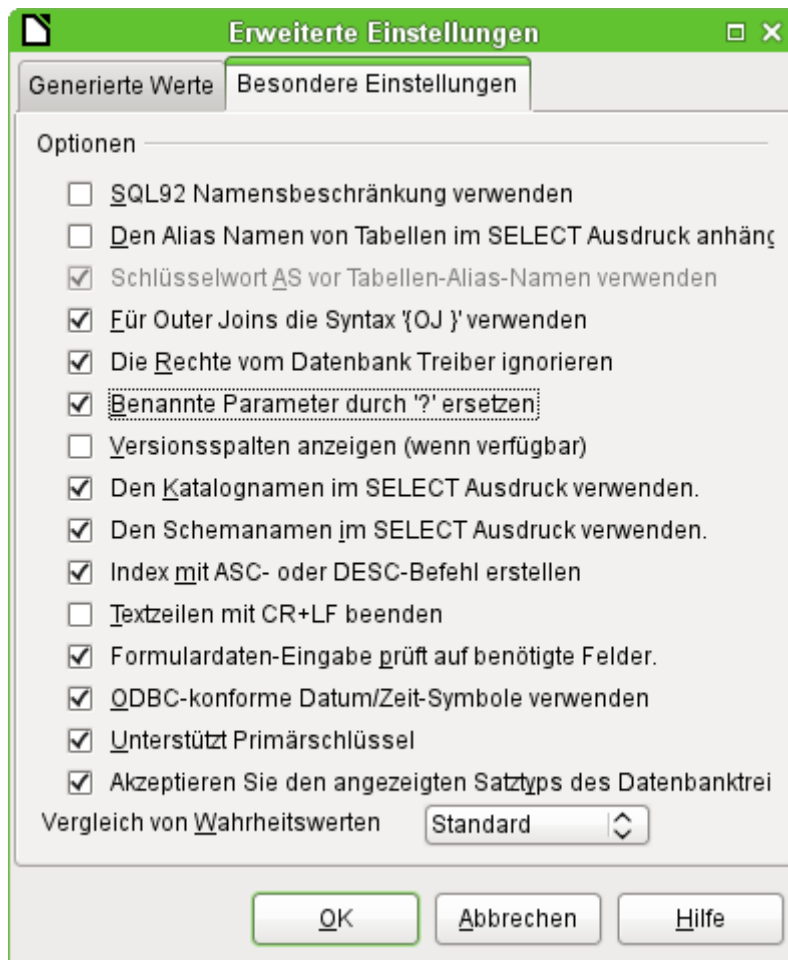 Erweiterte Einstellungen
Generierte Werte Besondere Einstellungen
Optionen
SQL92 Namensbeschränkung verwenden
Den Alias Namen von Tabellen im SELECT Ausdruck anhäng
Schlüsselwort AS vor Tabellen-Alias-Namen verwenden
Für Outer Joins die Syntax '{OJ }' verwenden
Die Rechte vom Datenbank Treiber ignorieren
Benannte Parameter durch '?' ersetzen
Versionsspalten anzeigen (wenn verfügbar)
Den Katalognamen im SELECT Ausdruck verwenden.
Den Schemanamen im SELECT Ausdruck verwenden.
Index mit ASC- oder DESC-Befehl erstellen
Textzeilen mit CR+LF beenden
Formulardaten-Eingabe prüft auf benötigte Felder.
ODBC-konforme Datum/Zeit-Symbole verwenden
Unterstützt Primärschlüssel
Akzeptieren Sie den angezeigten Satztyps des Datenbanktrei
Vergleich von Wahrheitswerten Standard
OK Abbrechen Hilfe